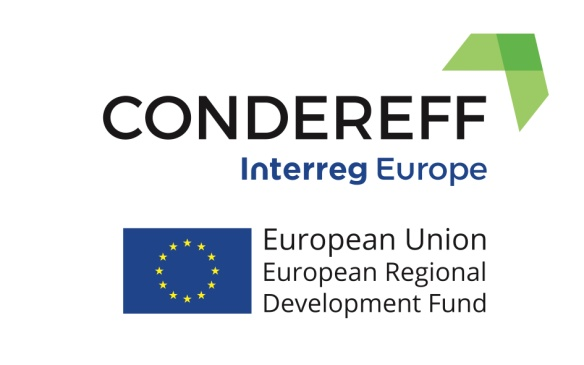 CONDEREFF
Interreg Europe
European Union
European Regional
Development Fund